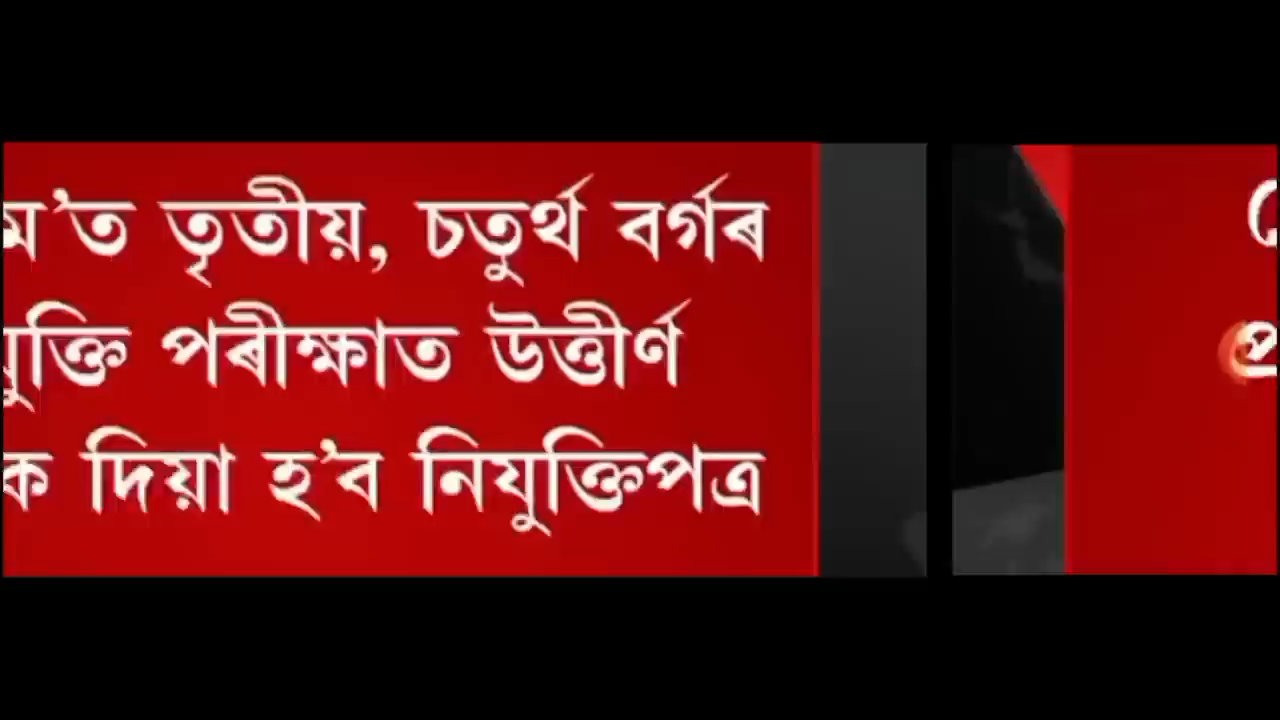 ম'ত তৃতীয়, চতুৰ্থ বৰ্গৰ
যুক্তি পৰীক্ষাত উত্তীৰ্ণ
ক দিয়া হ'ব নিযুক্তিপত্ৰ